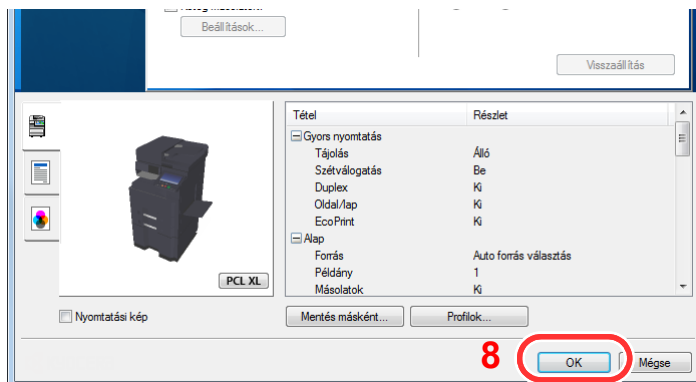 Beállítások...
Visszaállítás
Tétel Részlet
Gyors nyomtatás
Tájolás Álló
Szétválogatás Be
Duplex Ki
Oldal/lap Ki
EcoPrint Ki
Alap
Forrás Auto forrás választás
Példány 1
Másolatok Ki
PCL XL
Nyomtatási kép
Mentés másként... Profilok...
8 OK Mégse